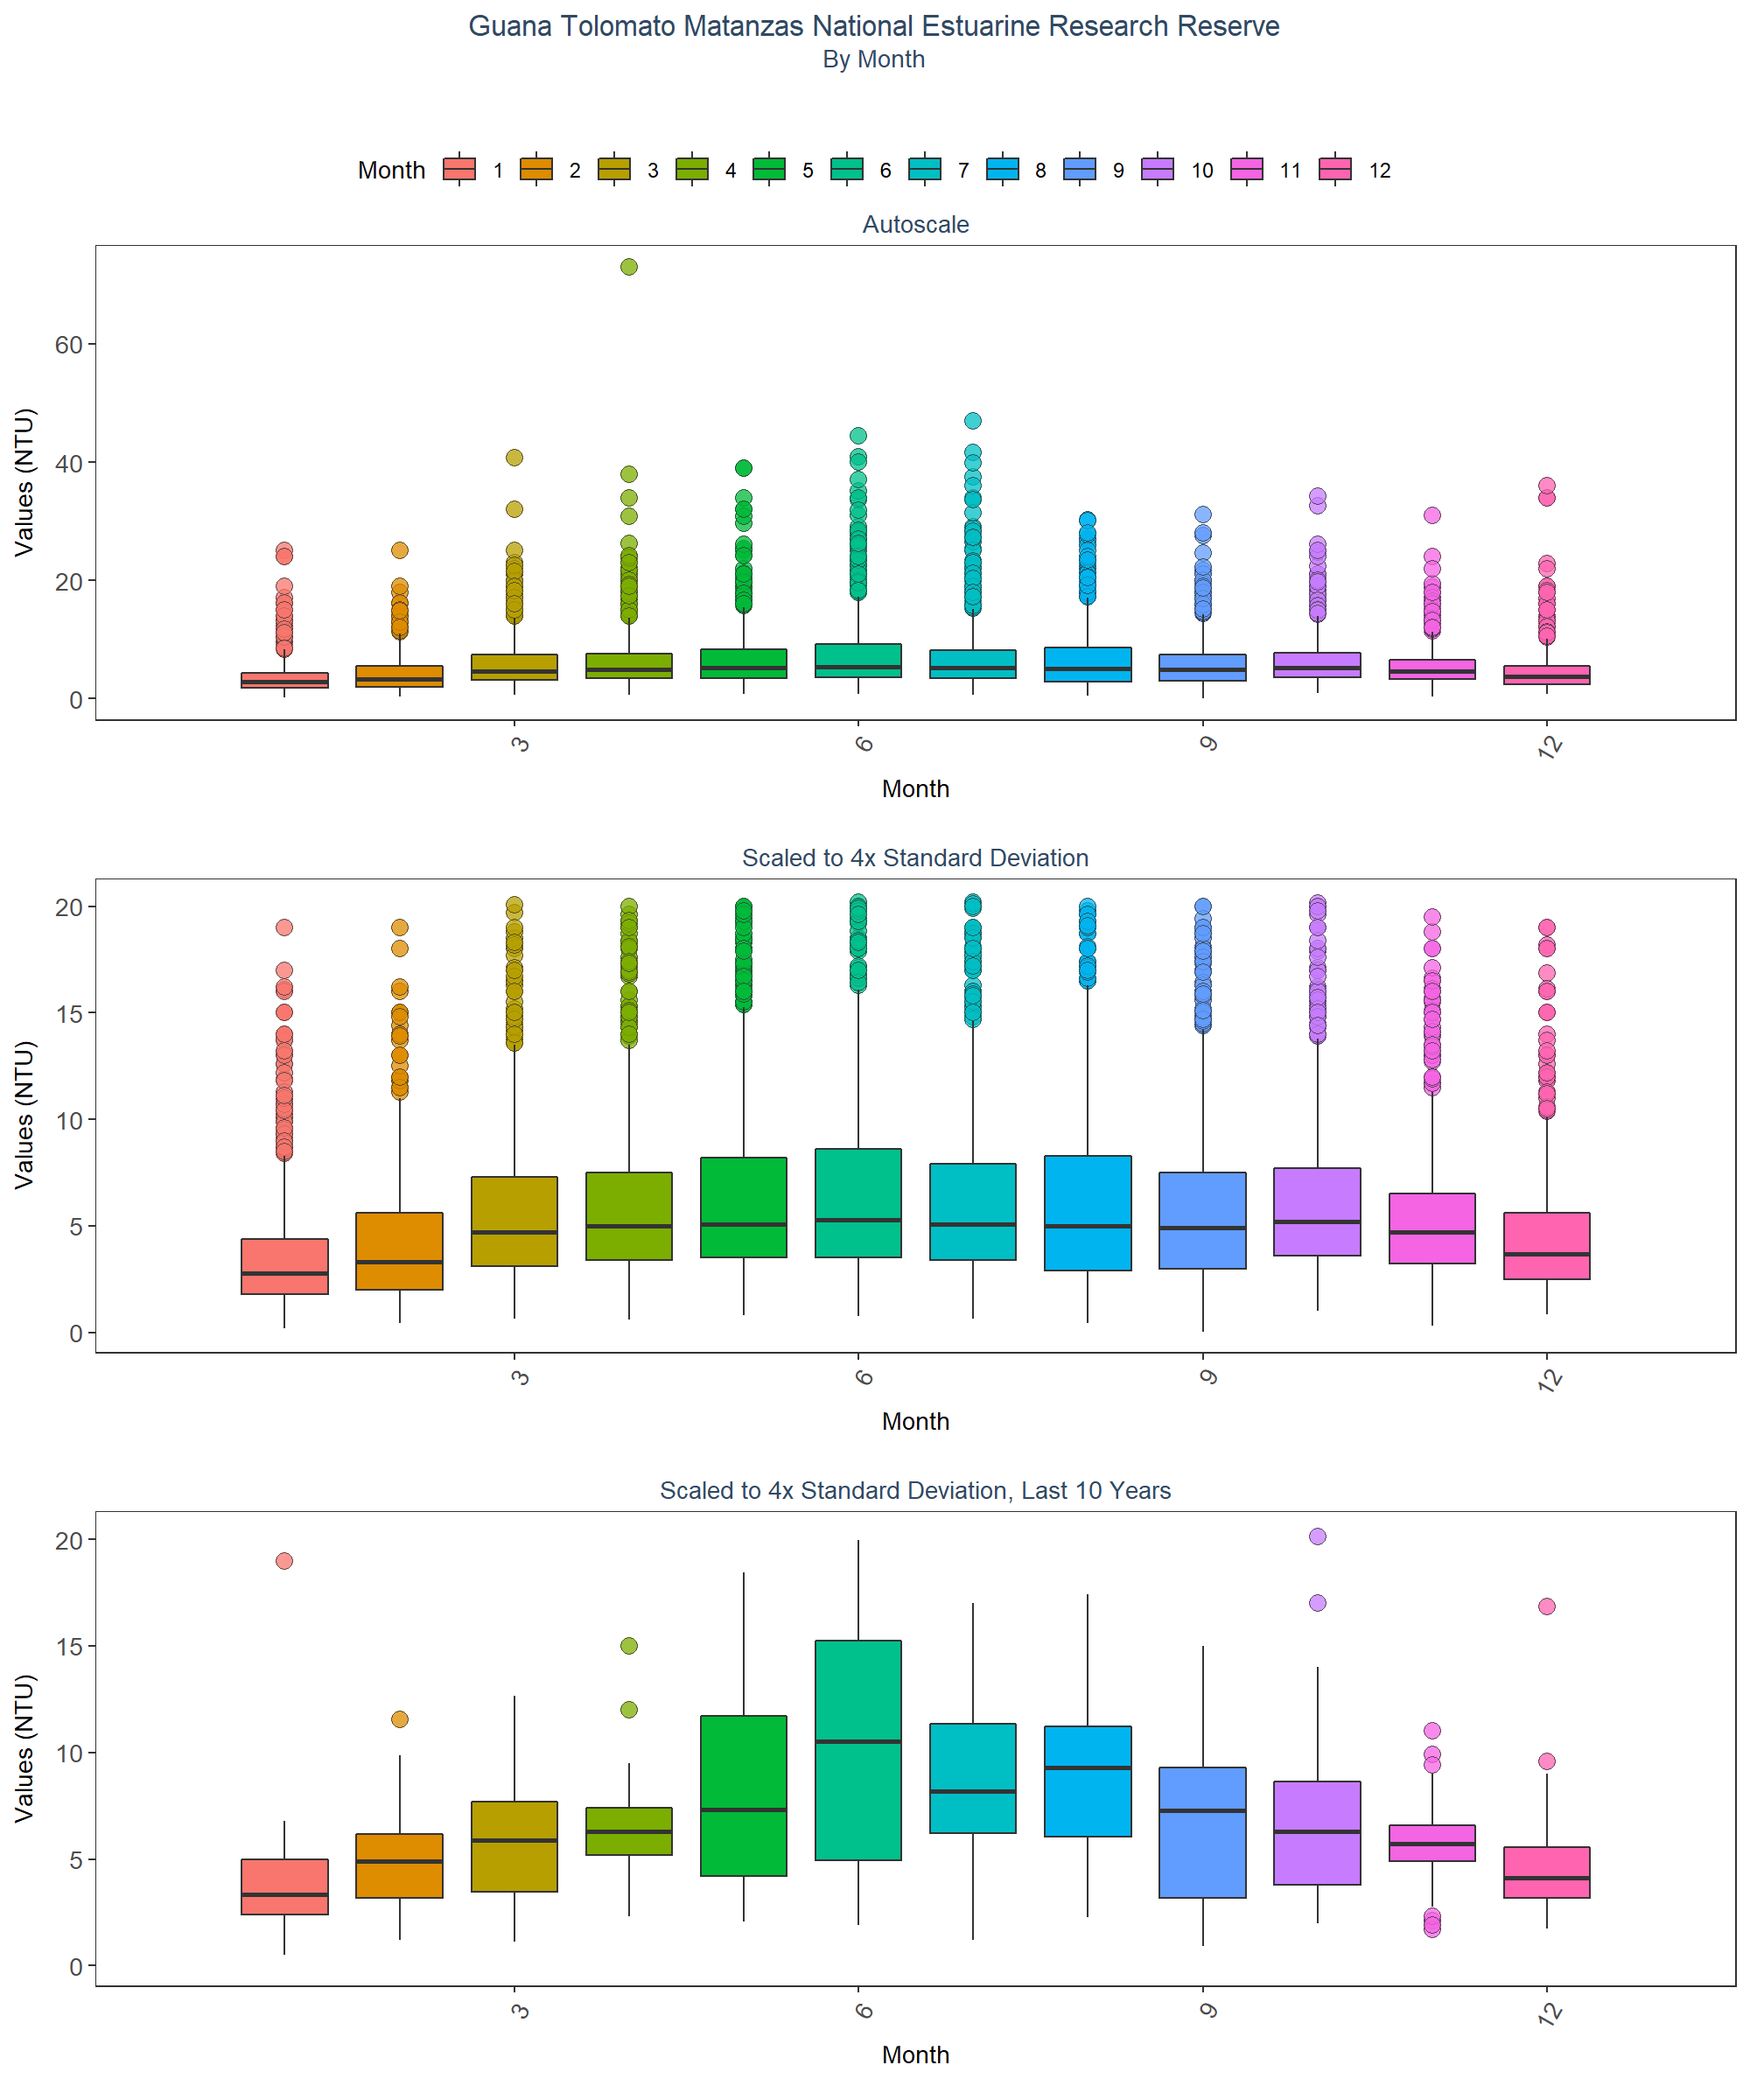 Guana Tolomato Matanzas National Estuarine Research Reserve
By Month
Month 1 2 3 4 5 6 7 8 9 10 11 12
Autoscale
Values (NTU)
60
40
20
0
3 6 9 12
Month
Scaled to 4x Standard Deviation
Values (NTU)
20
15
10
5
0
3 6 9 12
Month
Scaled to 4x Standard Deviation, Last 10 Years
Values (NTU)
20
15
10
5
0
3 6 9 12
Month